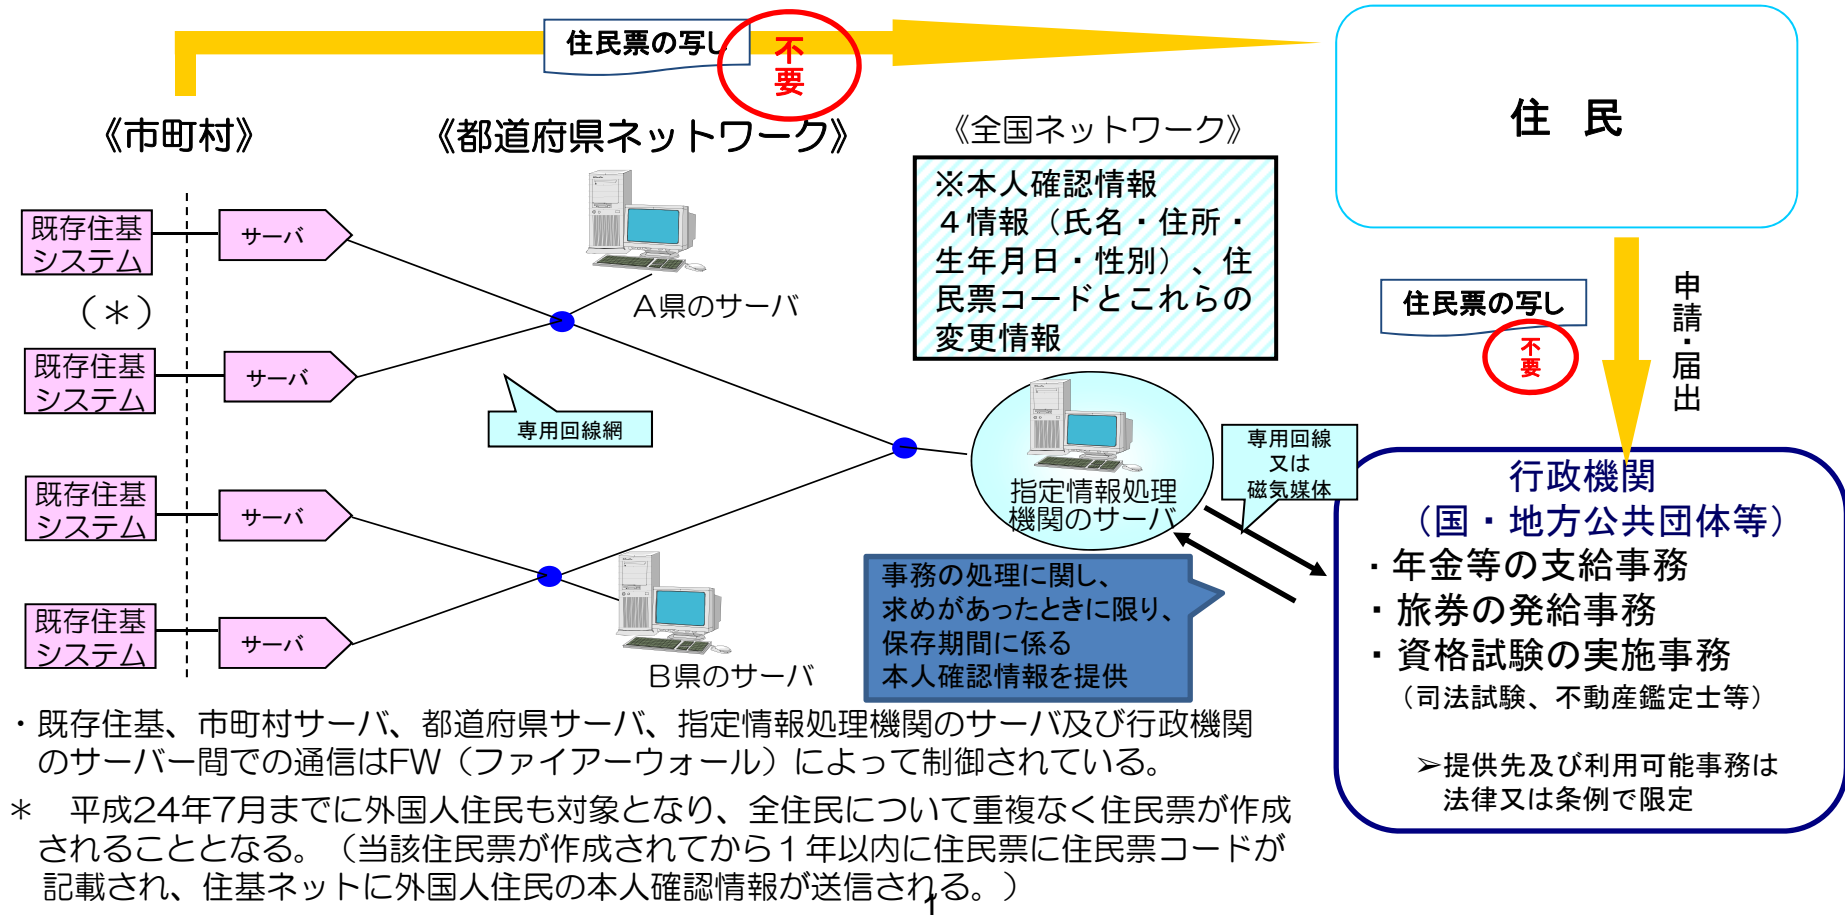 住民票の写し
不
要
《市町村》
《都道府県ネットワーク》
《全国ネットワーク》
住 民
※本人確認情報
４情報（氏名・住所・
生年月日・性別）、住
民票コードとこれらの
変更情報
既存住基
システム
サーバ
（＊）
既存住基
システム
サーバ
既存住基
システム
サーバ
既存住基
システム
サーバ
A県のサーバ
専用回線網
B県のサーバ
指定情報処理
機関のサーバ
専用回線
又は
磁気媒体
事務の処理に関し、
求めがあったときに限り、
保存期間に係る
本人確認情報を提供
住民票の写し
不
要
申請・届出
行政機関
（国・地方公共団体等）
・年金等の支給事務
・旅券の発給事務
・資格試験の実施事務
（司法試験、不動産鑑定士等）
➢提供先及び利用可能事務は
法律又は条例で限定
・既存住基、市町村サーバ、都道府県サーバ、指定情報処理機関のサーバ及び行政機関
のサーバー間での通信はFW（ファイアーウォール）によって制御されている。
＊　平成24年7月までに外国人住民も対象となり、全住民について重複なく住民票が作成
されることとなる。（当該住民票が作成されてから１年以内に住民票に住民票コードが
記載され、住基ネットに外国人住民の本人確認情報が送信される。）
1